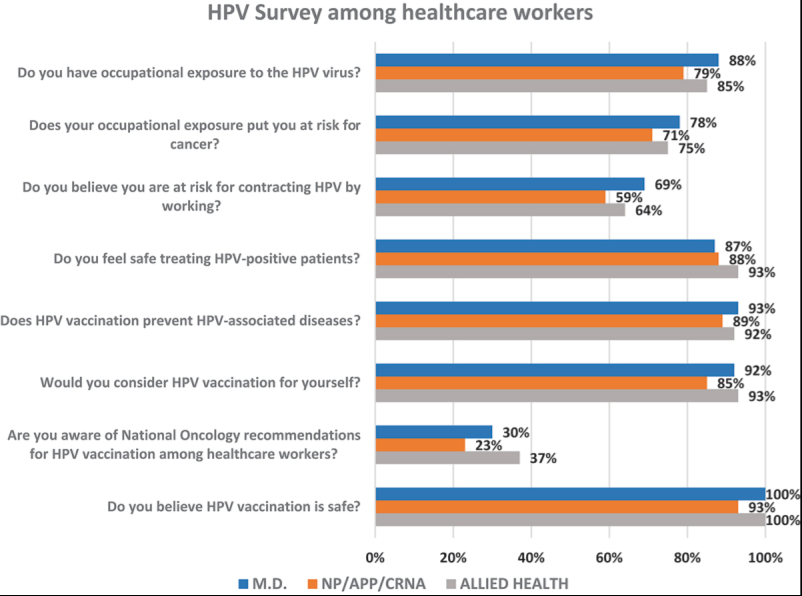 HPV Survey among healthcare workers
Do you have occupational exposure to the HPV virus?
88%
79%
85%
Does your occupational exposure put you at risk for
cancer?
78%
71%
75%
Do you believe you are at risk for contracting HPV by
working?
69%
59%
64%
Do you feel safe treating HPV-positive patients?
87%
88%
93%
Does HPV vaccination prevent HPV-associated diseases?
93%
89%
92%
Would you consider HPV vaccination for yourself?
92%
85%
93%
Are you aware of National Oncology recommendations
for HPV vaccination among healthcare workers?
30%
23%
37%
Do you believe HPV vaccination is safe?
100%
93%
100%
0% 20% 40% 60% 80% 100%
M.D. NP/APP/CRNA ALLIED HEALTH